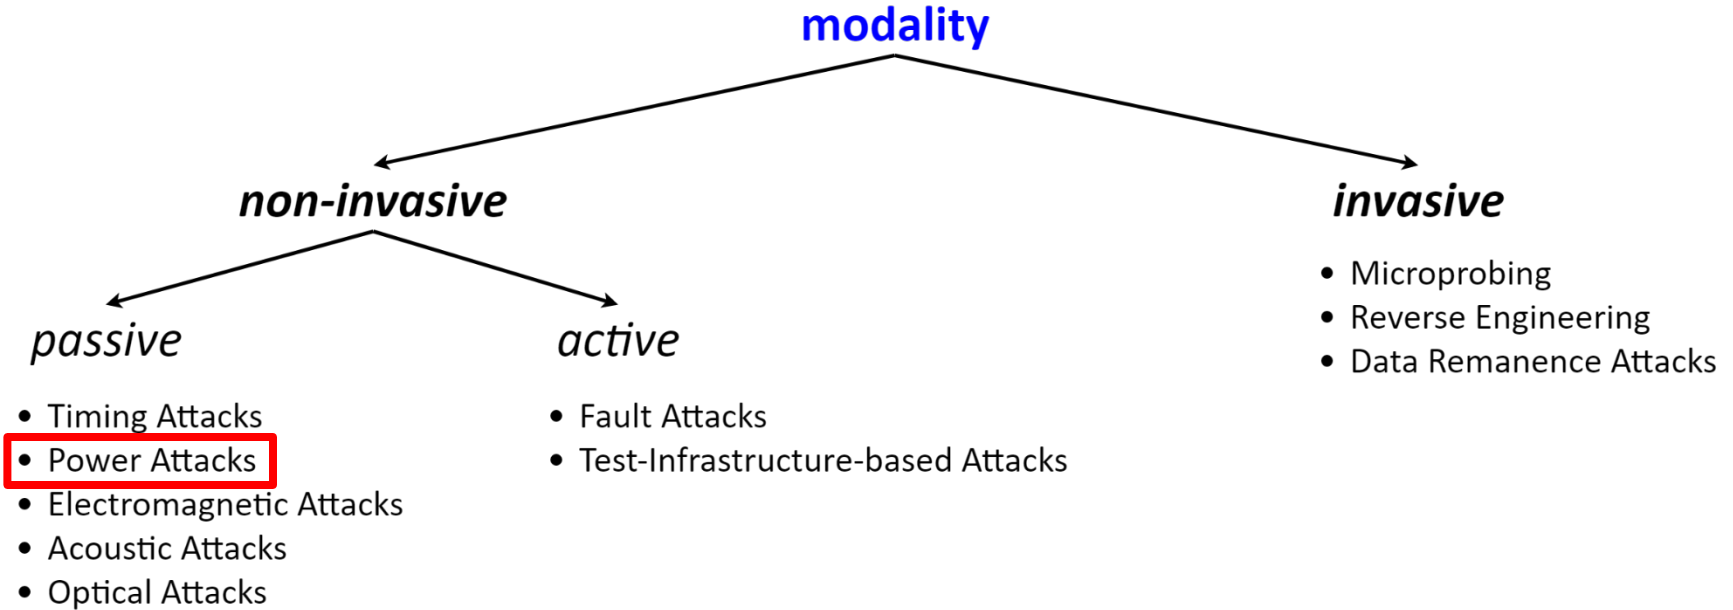 modality
non-invasive
invasive
passive
active
• Timing Attacks
• Power Attacks
• Electromagnetic Attacks
• Acoustic Attacks
• Optical Attacks
• Fault Attacks
• Test-Infrastructure-based Attacks
• Microprobing
• Reverse Engineering
• Data Remanence Attacks